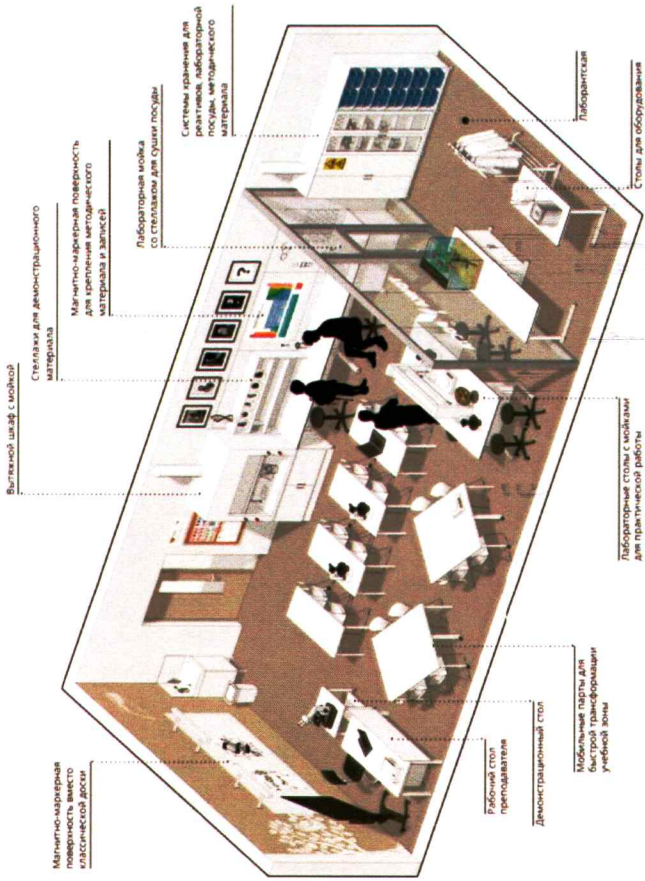 Магнитно-маркерная
поверхность вместо
классической доски
Вытяжной шкаф с мойкой
Стеллажи для демонстрационного
материала
Магнитно-маркерная поверхность
для крепления методического
материала и записей
Лабораторная мойка
со стеллажом для сушки посуды
Системы хранения для
реактивов, лабораторной
посуды, методического
материала
?
Рабочий стол
преподавателя
Демонстрационный стол
Мобильные парты для
быстрой трансформации
учебной зоны
Лабораторные столы с мойками
для практической работы
Лаборантская
Столы для оборудования